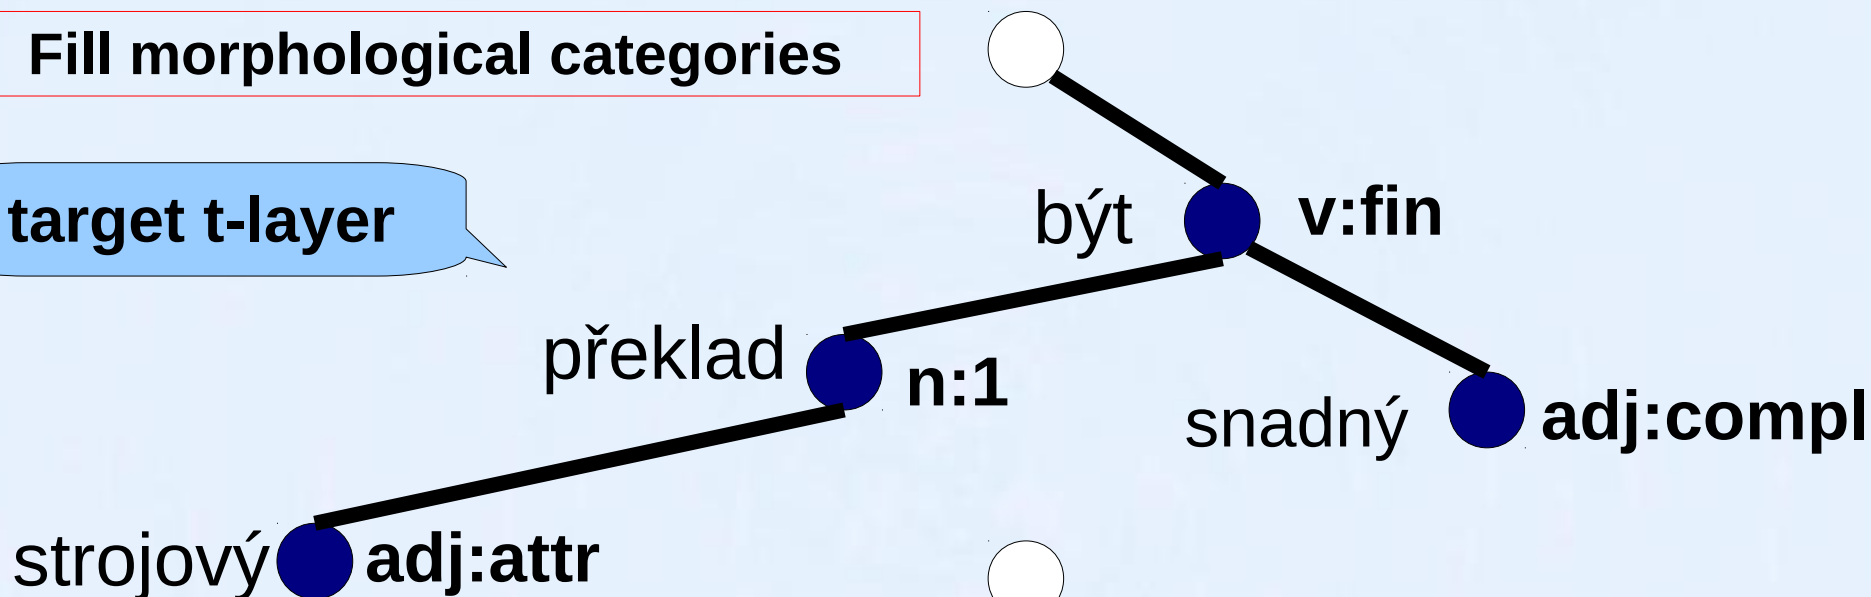 Fill morphological categories
target t-layer
být v:fin
překlad n:1
snadný adj:compl
strojový adj:attr